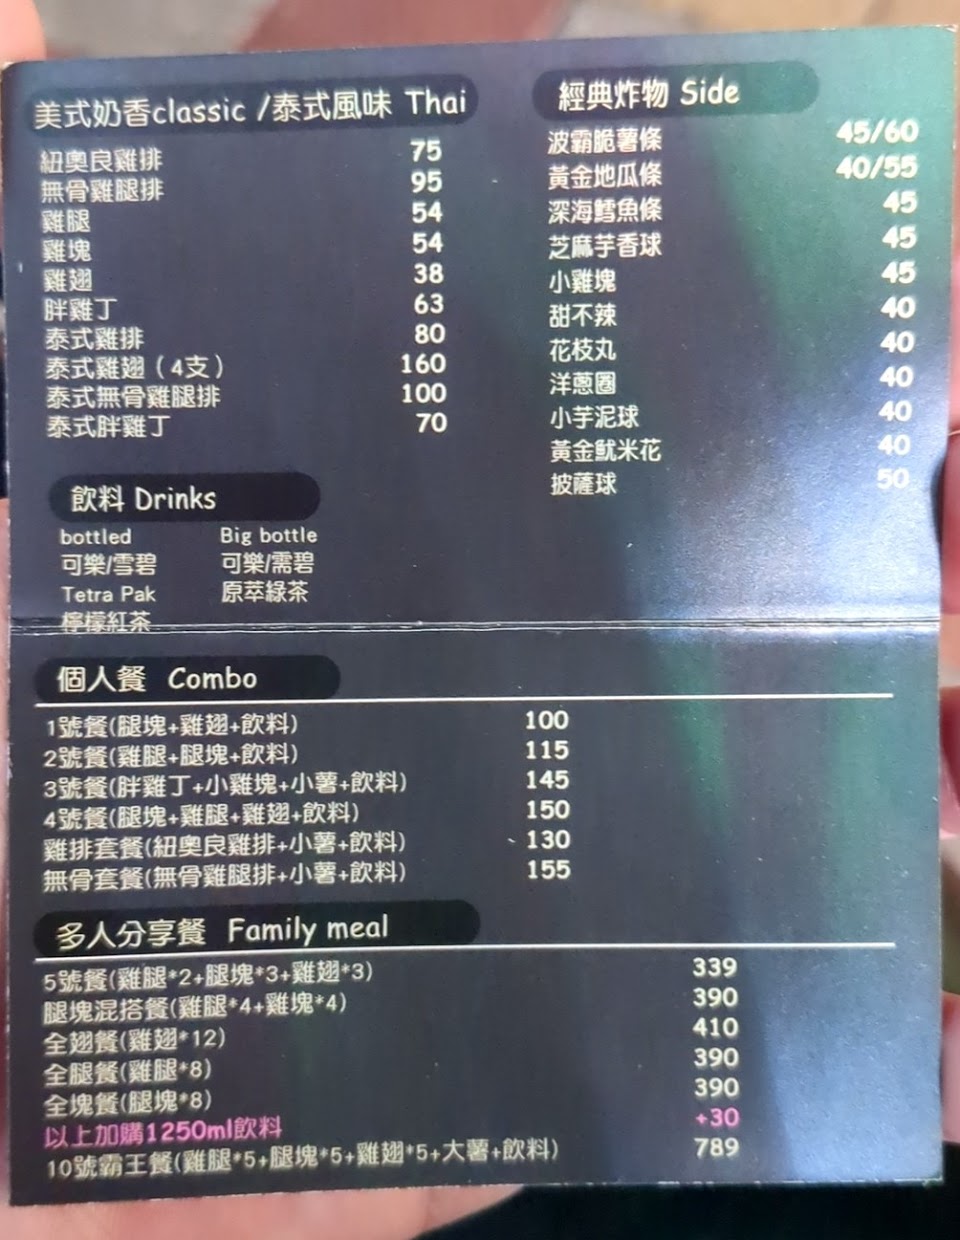 美式奶香classic /泰式風味 Thai
紐奧良雞排 75
無骨雞腿排 95
雞腿 54
雞塊 54
雞翅 38
胖雞丁 63
泰式雞排 80
泰式雞翅（4支） 160
泰式無骨雞腿排 100
泰式胖雞丁 70
經典炸物 Side
波霸脆薯條 45/60
黃金地瓜條 40/55
深海鱈魚條 45
芝麻芋香球 45
小雞塊 45
甜不辣 40
花枝丸 40
洋蔥圈 40
小芋泥球 40
黃金魷米花 40
披薩球 50
飲料 Drinks
bottled Big bottle
可樂/雪碧 可樂/需碧
Tetra Pak 原萃綠茶
檸檬紅茶
個人餐 Combo
1號餐(腿塊+雞翅+飲料) 100
2號餐(雞腿+腿塊+飲料) 115
3號餐(胖雞丁+小雞塊+小薯+飲料) 145
4號餐(腿塊+雞腿+雞翅+飲料) 150
雞排套餐(紐奧良雞排+小薯+飲料) 130
無骨套餐(無骨雞腿排+小薯+飲料) 155
多人分享餐 Family meal
5號餐(雞腿*2+腿塊*3+雞翅*3) 339
腿塊混搭餐(雞腿*4+雞塊*4) 390
全翅餐(雞翅*12) 410
全腿餐(雞腿*8) 390
全塊餐(腿塊*8) 390
以上加購1250ml飲料 +30
10號霸王餐(雞腿*5+腿塊*5+雞翅*5+大薯+飲料) 789